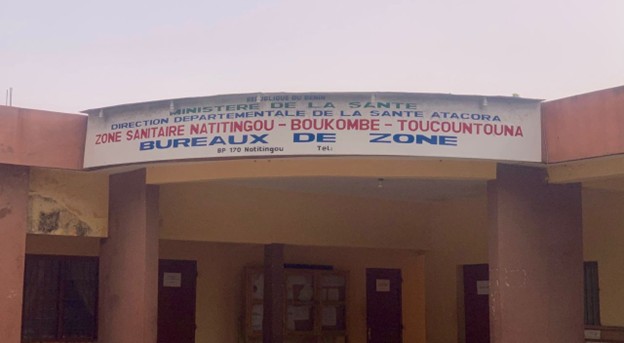 REPUBLIQUE DU BENIN
MINISTERE DE LA SANTE
DIRECTION DEPARTEMENTALE DE LA SANTE ATACORA
ZONE SANITAIRE NATITINGOU - BOUKOMBE - TOUCOUNTOUNA
BUREAUX DE ZONE
BP 170 Natitingou Tel: